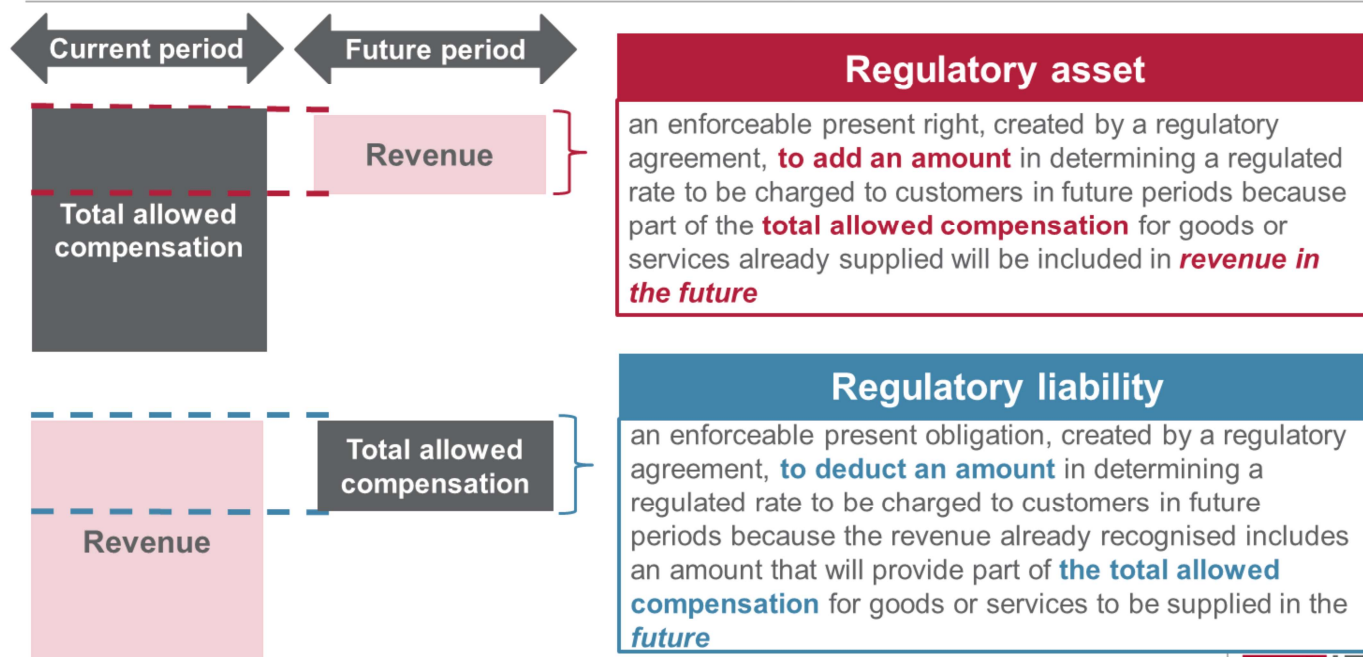 Current period
Future period
Regulatory asset
Revenue
Total allowed
compensation
an enforceable present right, created by a regulatory
agreement, to add an amount in determining a regulated
rate to be charged to customers in future periods because
part of the total allowed compensation for goods or
services already supplied will be included in revenue in
the future
Regulatory liability
Total allowed
compensation
Revenue
an enforceable present obligation, created by a regulatory
agreement, to deduct an amount in determining a
regulated rate to be charged to customers in future
periods because the revenue already recognised includes
an amount that will provide part of the total allowed
compensation for goods or services to be supplied in the
future